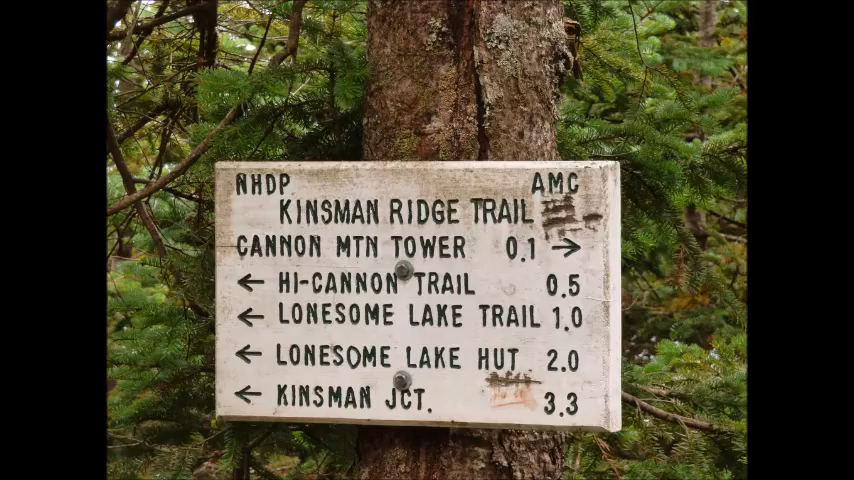 NHDP AMC
KINSMAN RIDGE TRAIL
CANNON MTN TOWER 0.1 →
← HI-CANNON TRAIL 0.5
← LONESOME LAKE TRAIL 1.0
← LONESOME LAKE HUT 2.0
← KINSMAN JCT. 3.3